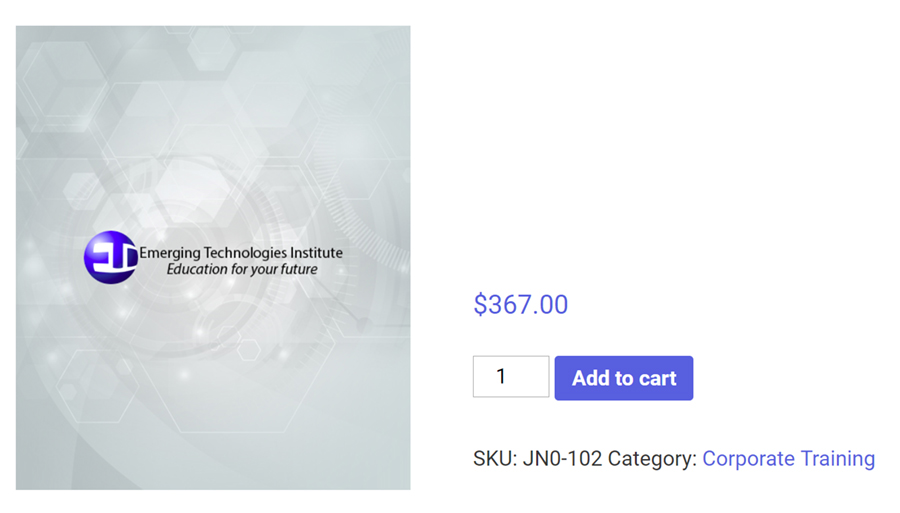 Emerging Technologies Institute
Education for your future
$367.00
1
Add to cart
SKU: JN0-102 Category: Corporate Training